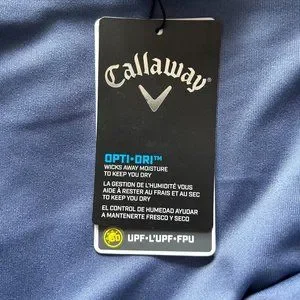 Callaway
OPTI•DRI™
WICKS AWAY MOISTURE
TO KEEP YOU DRY
LA GESTION DE L'HUMIDITÉ VOUS
AIDE À RESTER AU FRAIS ET AU SEC
TO KEEP YOU DRY
EL CONTROL DE HUMEDAD AYUDAR
A MANTENERTE FRESCO Y SECO
UPF•L'UPF•FPU